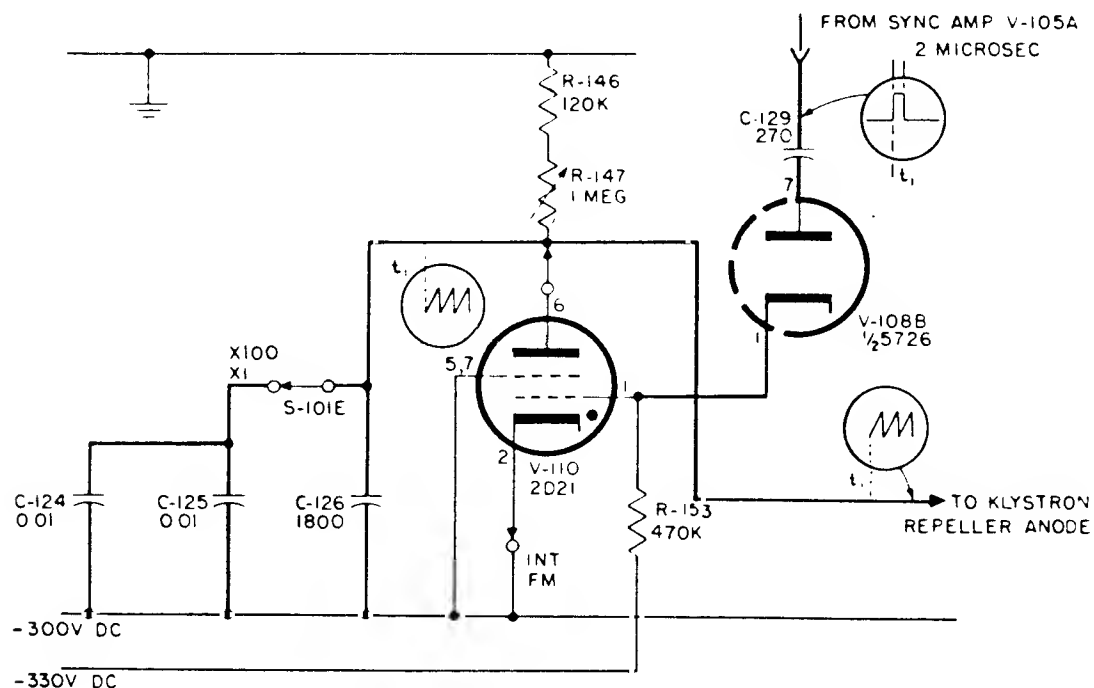 FROM SYNC AMP V-105A
2 MICROSEC
R-146
120K
C-129
270
R-147
1 MEG
t1
7
t1
6
V-108B
½5726
1
X100
X1
5,7
1
S-101E
2
V-110
2D21
t1
C-124
0 01
C-125
0 01
C-126
1800
R-153
470K
TO KLYSTRON
REPELLER ANODE
INT
FM
-300V DC
-330V DC